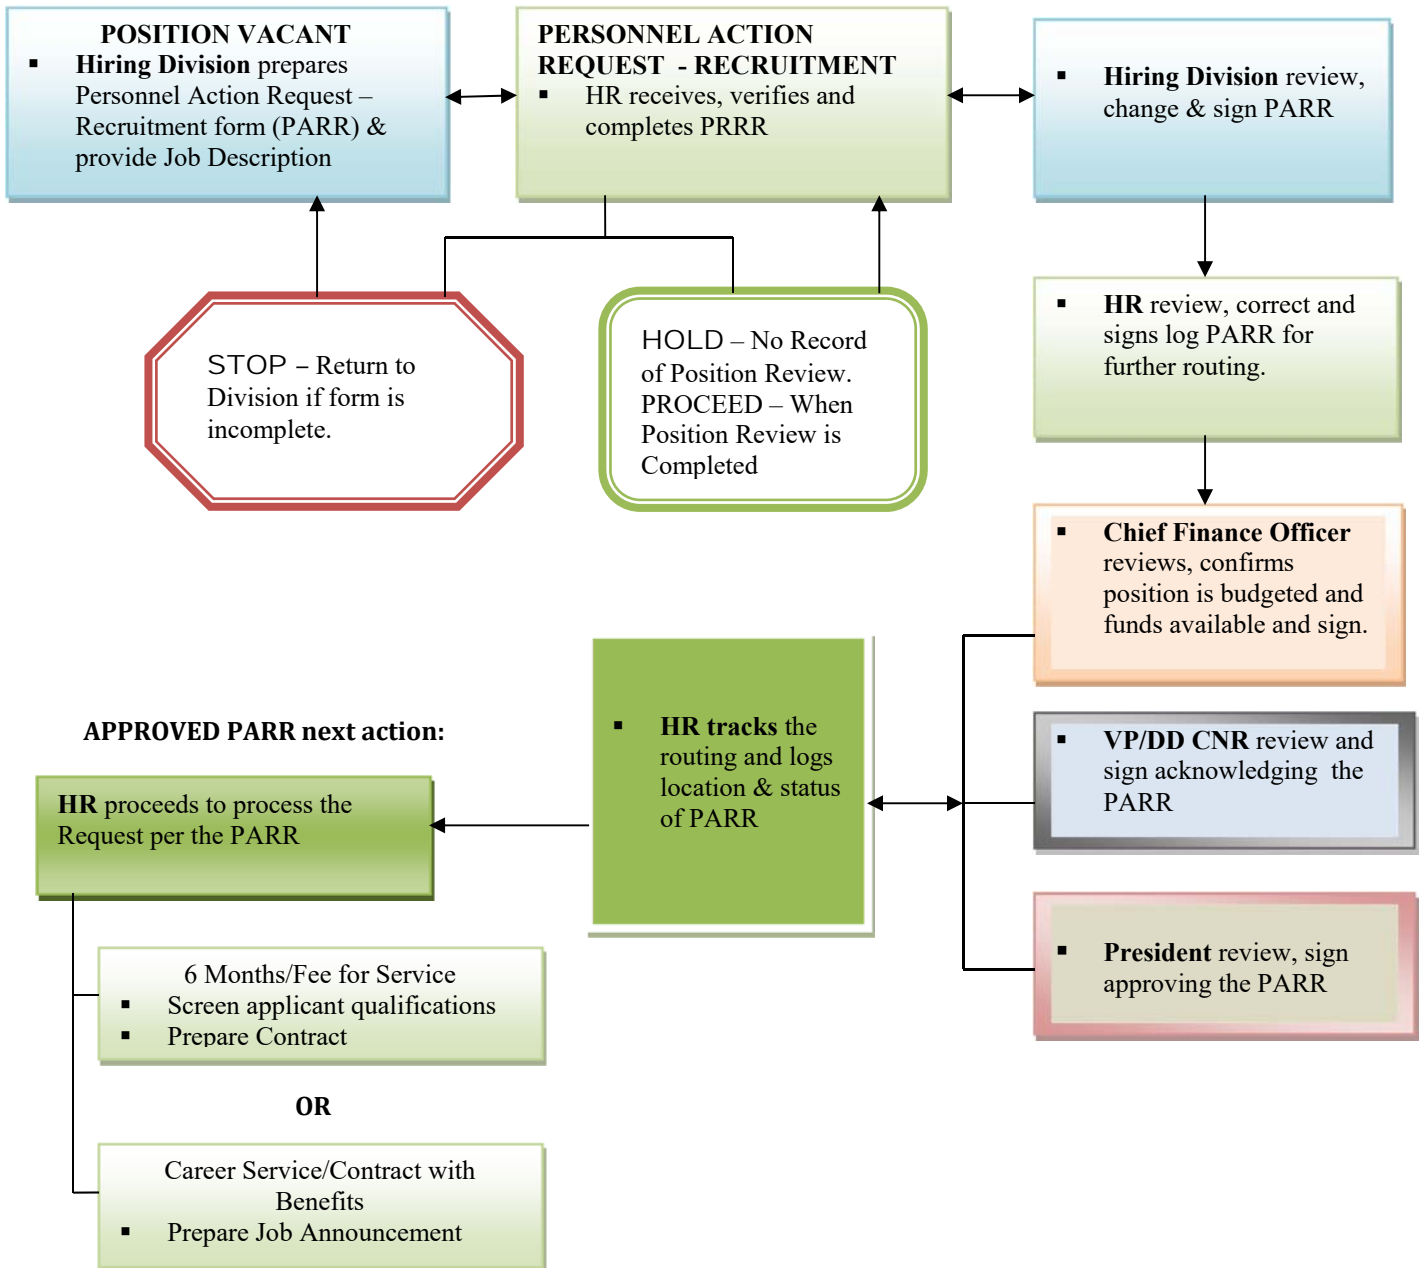 POSITION VACANT
▪ Hiring Division prepares
Personnel Action Request –
Recruitment form (PARR) &
provide Job Description
PERSONNEL ACTION
REQUEST - RECRUITMENT
▪ HR receives, verifies and
completes PRRR
▪ Hiring Division review,
change & sign PARR
STOP – Return to
Division if form is
incomplete.
HOLD – No Record
of Position Review.
PROCEED – When
Position Review is
Completed
▪ HR review, correct and
signs log PARR for
further routing.
▪ Chief Finance Officer
reviews, confirms
position is budgeted and
funds available and sign.
▪ HR tracks the
routing and logs
location & status
of PARR
▪ VP/DD CNR review and
sign acknowledging the
PARR
▪ President review, sign
approving the PARR
APPROVED PARR next action:
HR proceeds to process the
Request per the PARR
6 Months/Fee for Service
▪ Screen applicant qualifications
▪ Prepare Contract
OR
Career Service/Contract with
Benefits
▪ Prepare Job Announcement